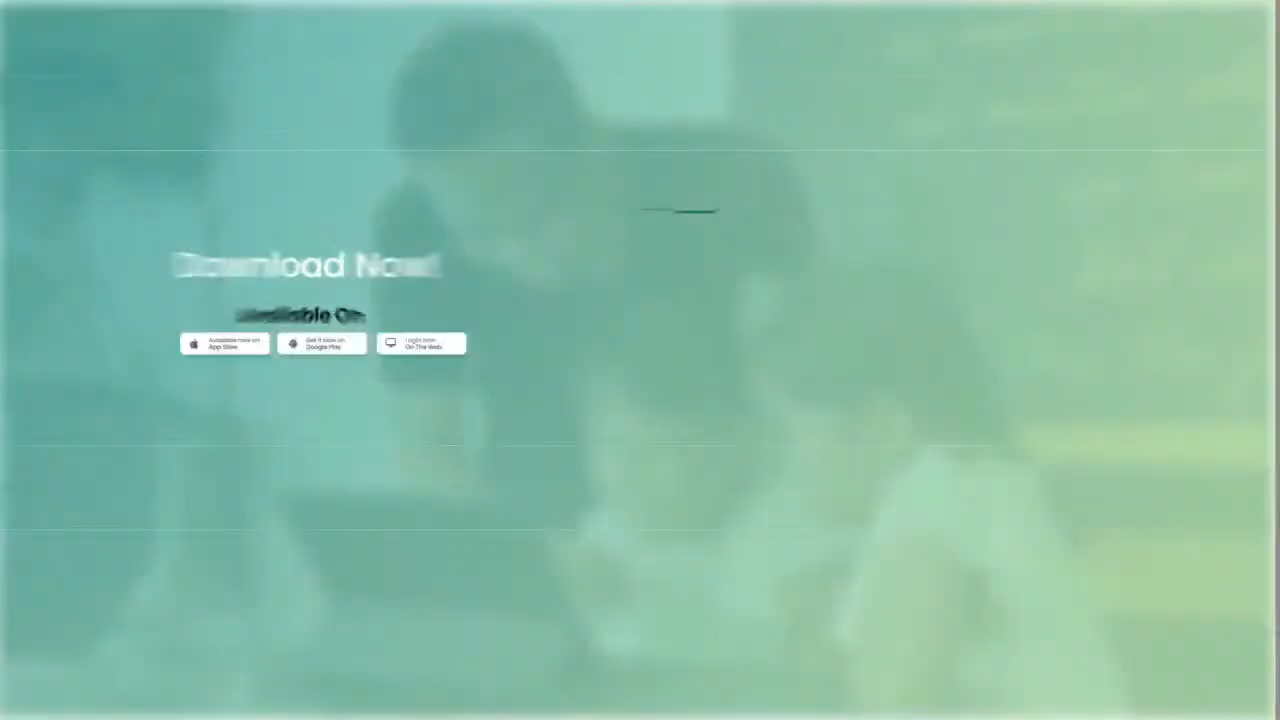 Download Now!
Available On
Available now on
App Store
Get it now on
Google Play
Login now
On The Web